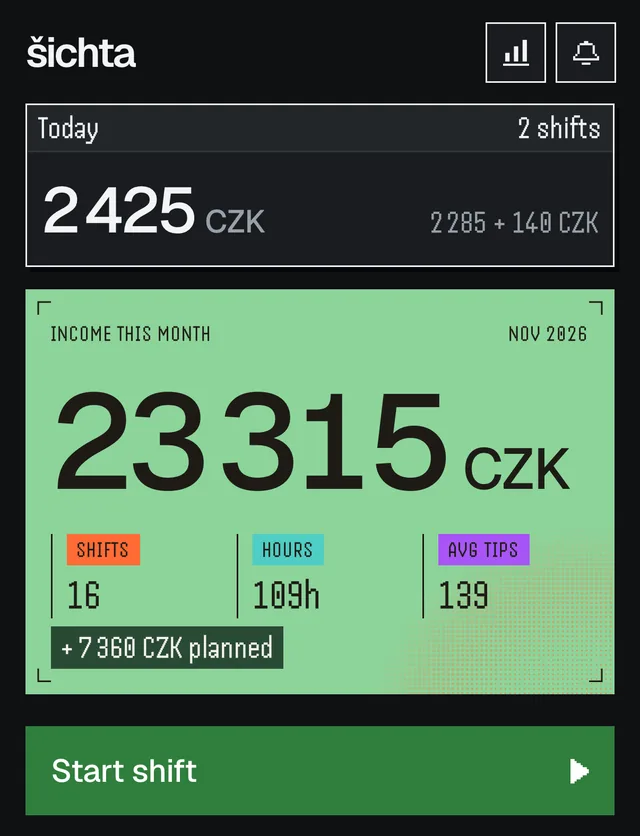 šichta
Today 2 shifts
2 425 CZK 2 285 + 140 CZK
INCOME THIS MONTH NOV 2026
23 315 CZK
SHIFTS HOURS AVG TIPS
16 109h 139
+ 7 360 CZK planned
Start shift